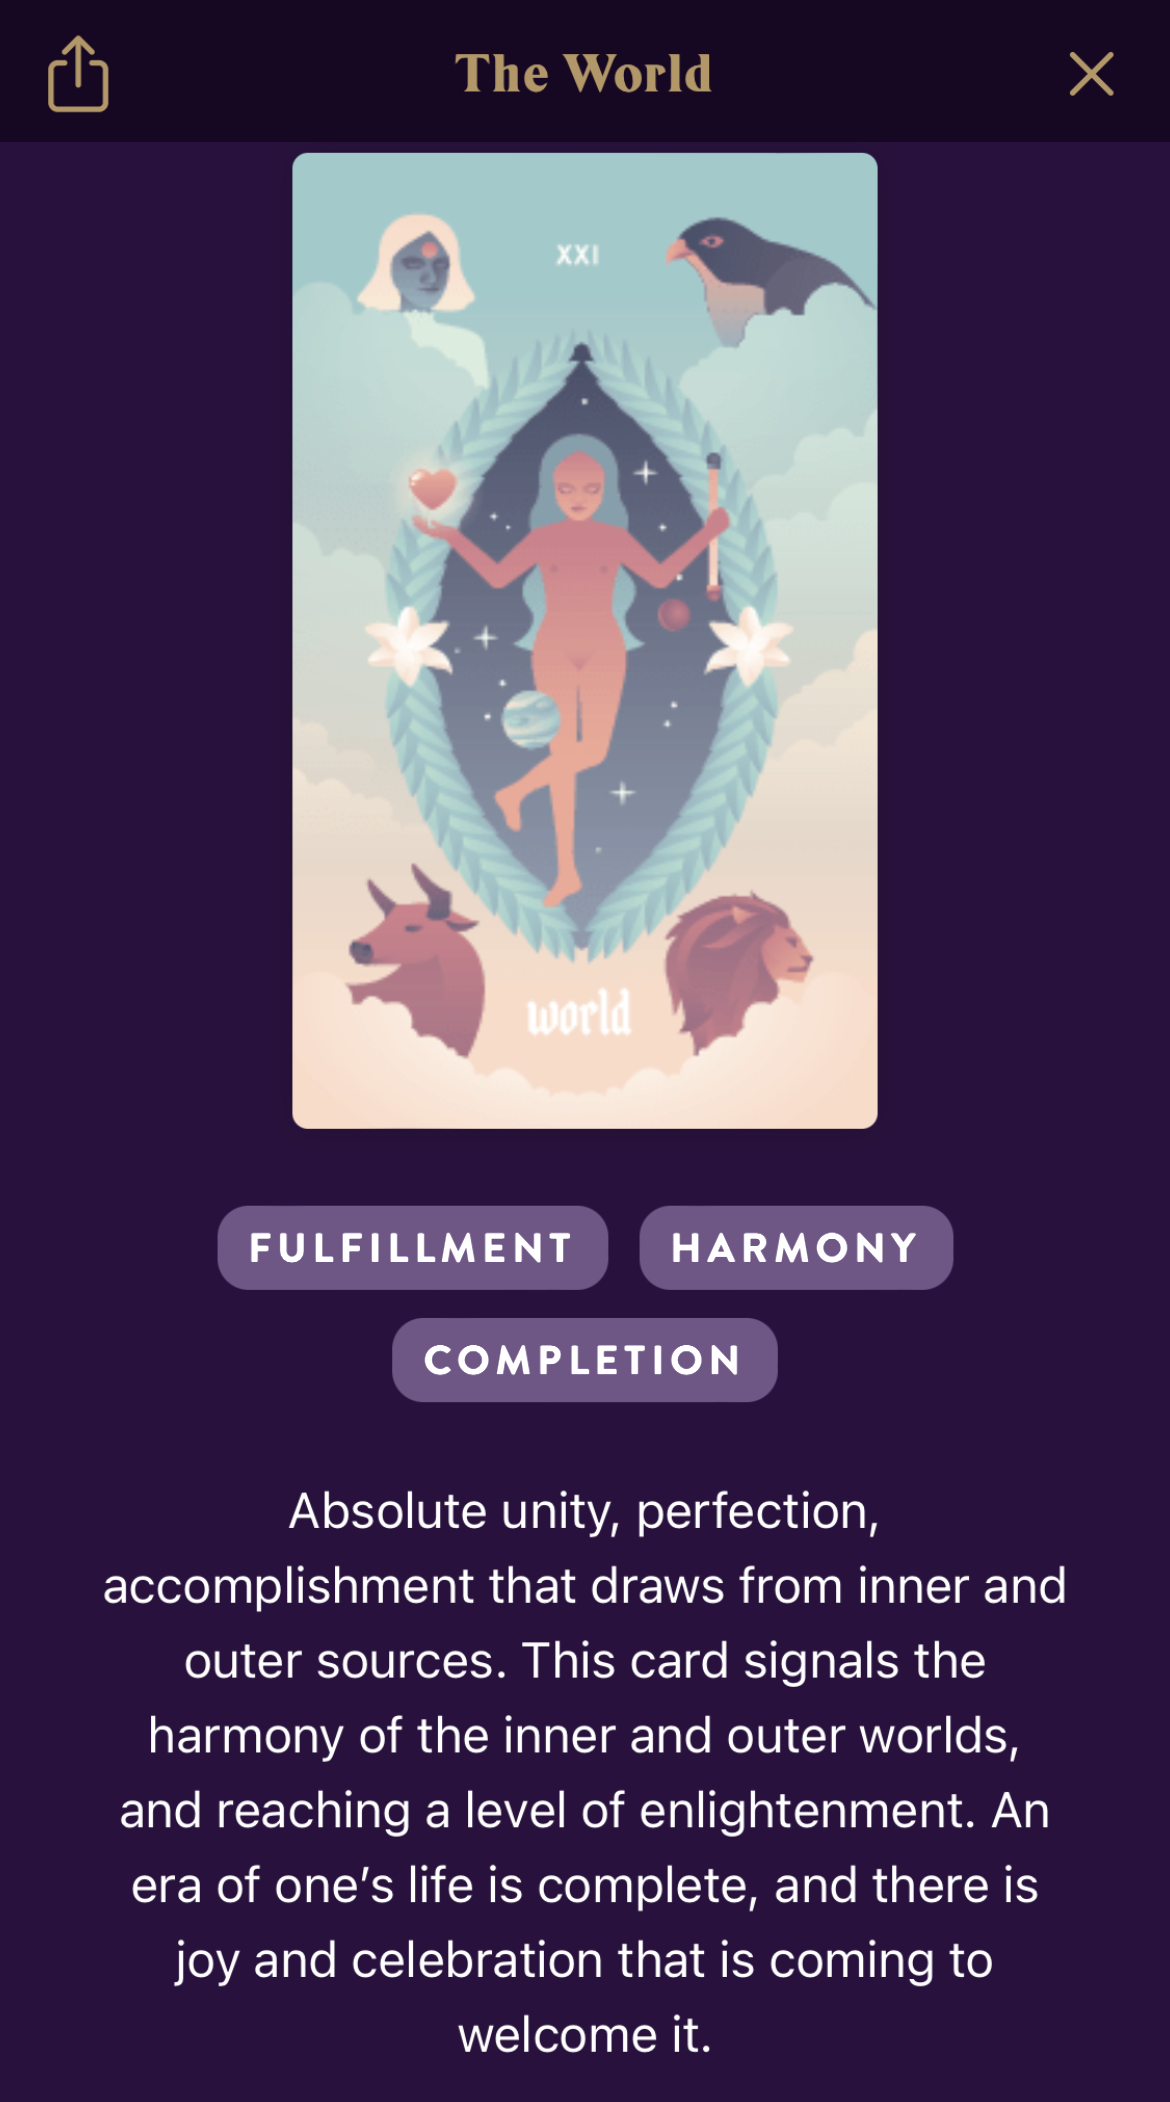 The World
XXI
world
FULFILLMENT
HARMONY
COMPLETION
Absolute unity, perfection,
accomplishment that draws from inner and
outer sources. This card signals the
harmony of the inner and outer worlds,
and reaching a level of enlightenment. An
era of one’s life is complete, and there is
joy and celebration that is coming to
welcome it.